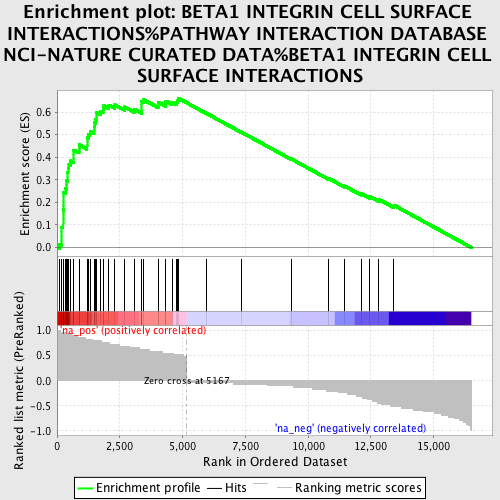 Enrichment plot: BETA1 INTEGRIN CELL SURFACE
INTERACTIONS%PATHWAY INTERACTION DATABASE
NCI-NATURE CURATED DATA%BETA1 INTEGRIN CELL
SURFACE INTERACTIONS
Enrichment score (ES)
0.6
0.5
0.4
0.3
0.2
0.1
0.0
Ranked list metric (PreRanked)
1.0
0.5
0.0
-0.5
-1.0
'na_pos' (positively correlated)
Zero cross at 5167
'na_neg' (negatively correlated)
0
2,500
5,000
7,500
10,000
12,500
15,000
Rank in Ordered Dataset
Enrichment profile
Hits
Ranking metric scores